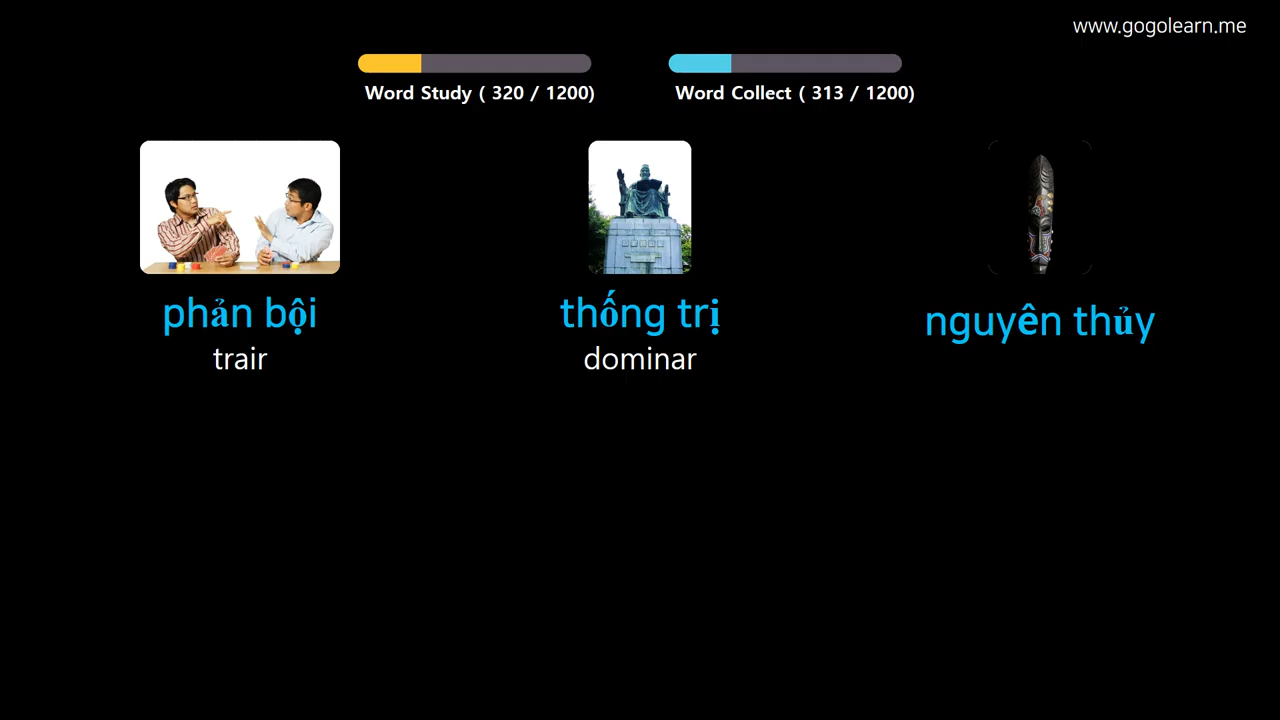 www.gogolearn.me
Word Study ( 320 / 1200)
Word Collect ( 313 / 1200)
phản bội
trair
thống trị
dominar
nguyên thủy